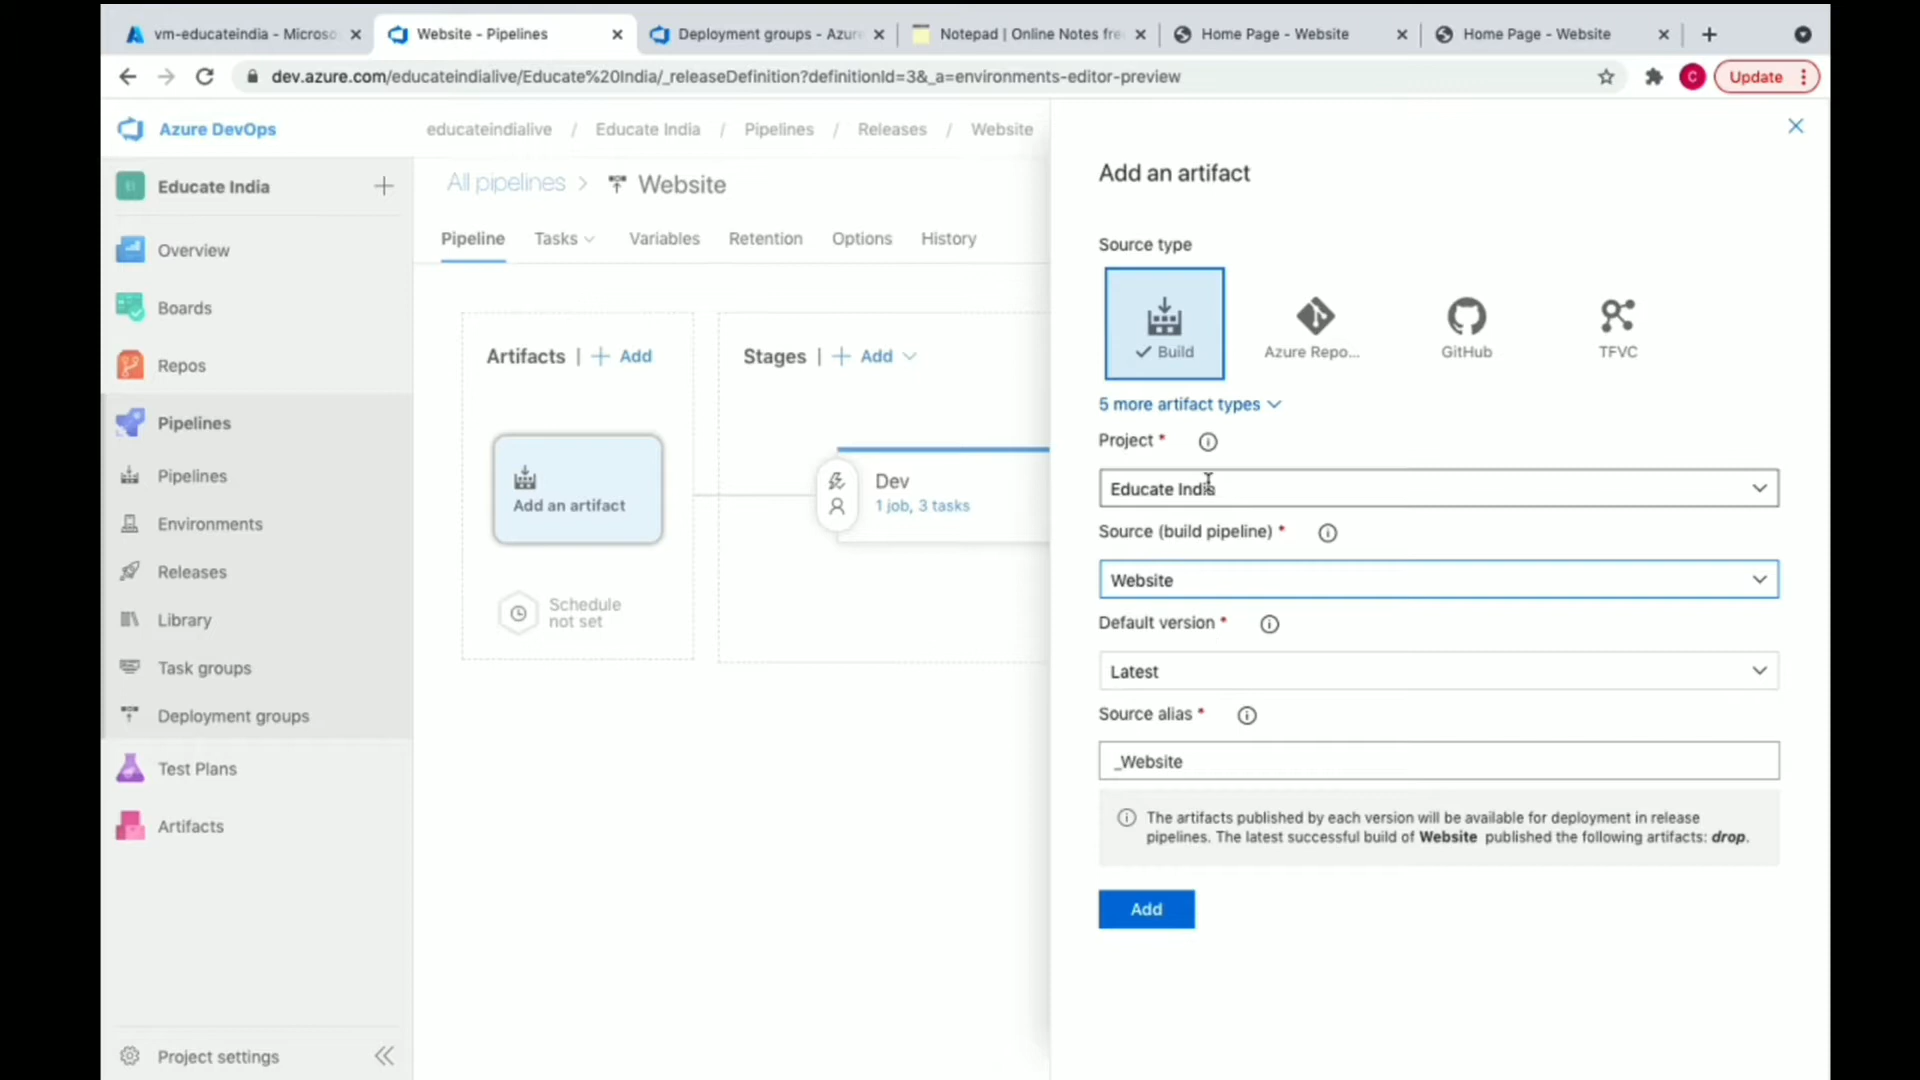 vm-educateindia - Microso
Website - Pipelines
Deployment groups - Azure
Notepad | Online Notes fre
Home Page - Website
Home Page - Website
dev.azure.com/educateindialive/Educate%20India/_releaseDefinition?definitionId=3&_a=environments-editor-preview
C
Update
Azure DevOps
educateindialive / Educate India / Pipelines / Releases / Website
EI
Educate India
Overview
Boards
Repos
Pipelines
Pipelines
Environments
Releases
Library
Task groups
Deployment groups
Test Plans
Artifacts
Project settings
All pipelines > Website
Pipeline
Tasks
Variables
Retention
Options
History
Artifacts | + Add
Add an artifact
Schedule
not set
Stages | + Add
Dev
1 job, 3 tasks
Add an artifact
Source type
Build
Azure Repo...
GitHub
TFVC
5 more artifact types
Project *
Educate India
Source (build pipeline) *
Website
Default version *
Latest
Source alias *
_Website
The artifacts published by each version will be available for deployment in release
pipelines. The latest successful build of Website published the following artifacts: drop.
Add